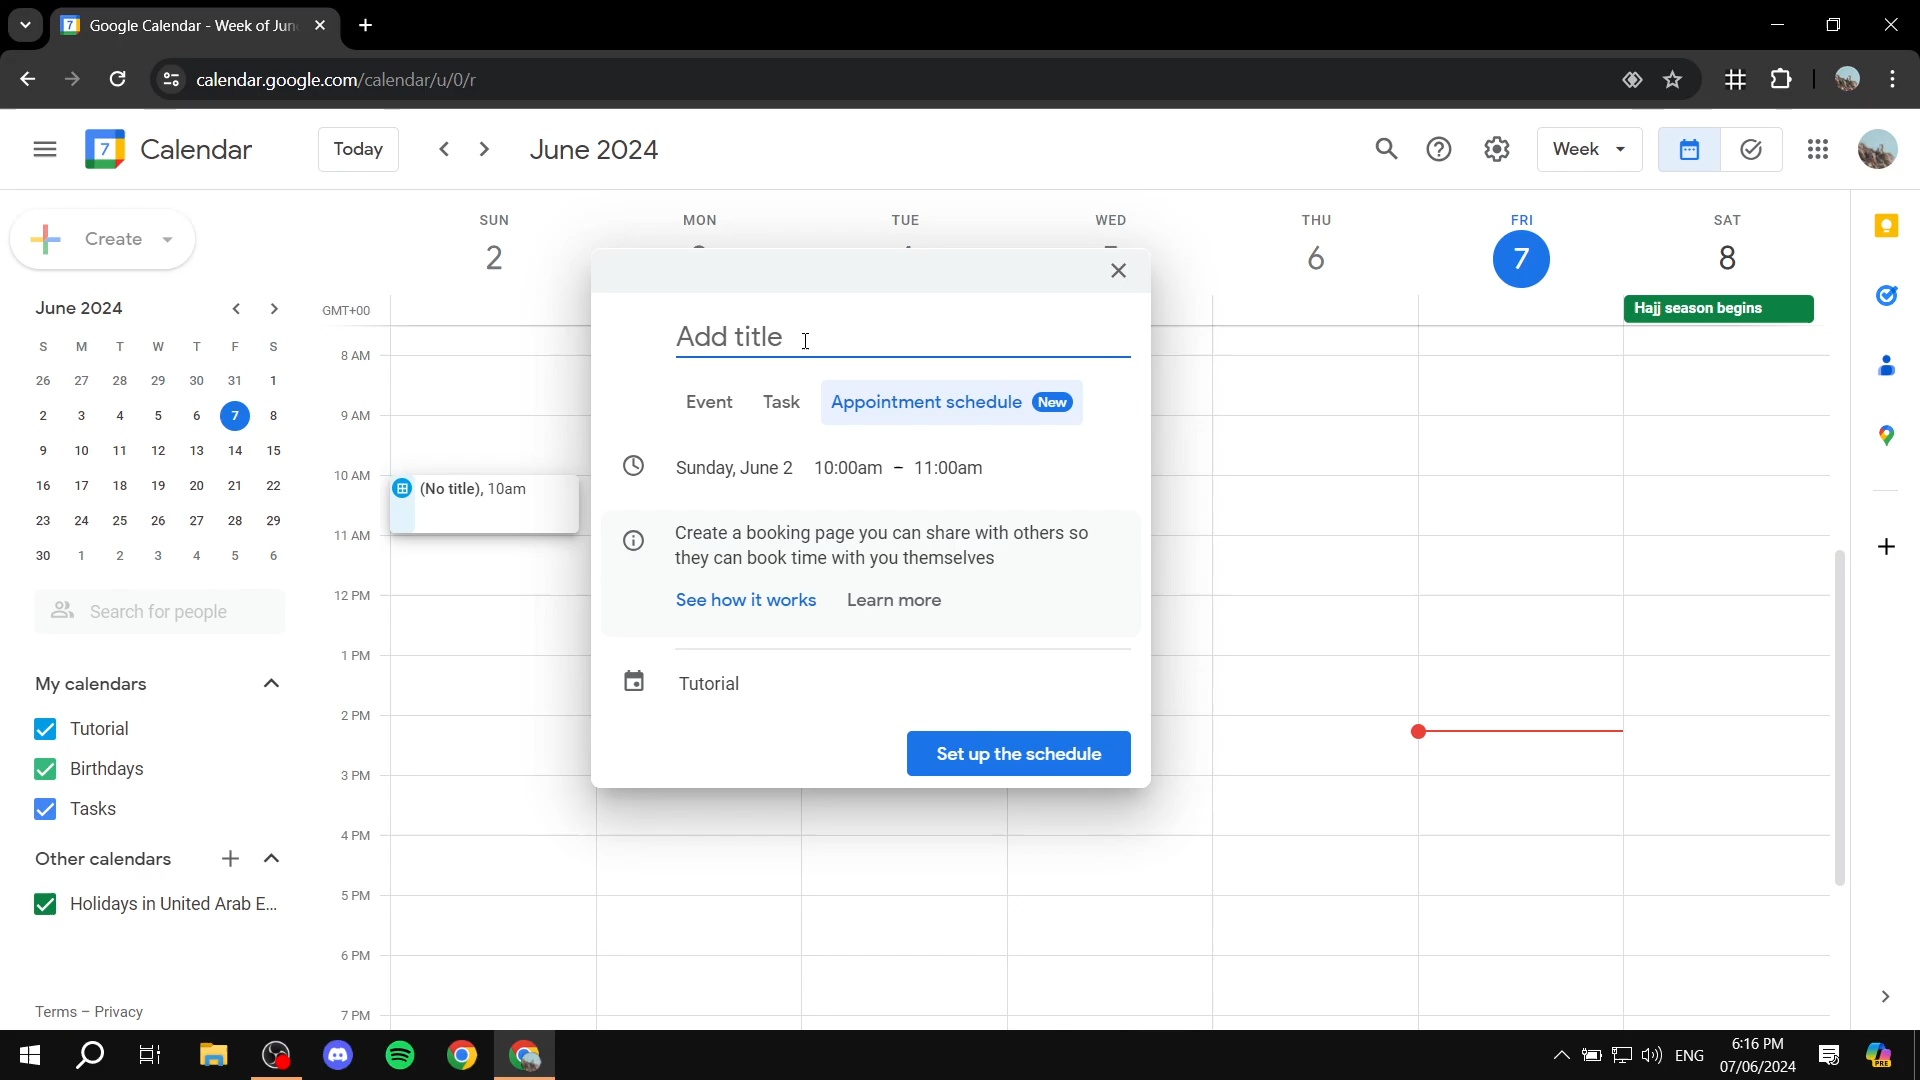 Google Calendar - Week of Jun
calendar.google.com/calendar/u/0/r
7
Calendar
Today
June 2024
Week
Create
SUN
MON
TUE
WED
THU
FRI
SAT
2
6
7
8
GMT+00
Hajj season begins
June 2024
S M T W T F S
26 27 28 29 30 31 1
2 3 4 5 6 7 8
9 10 11 12 13 14 15
16 17 18 19 20 21 22
23 24 25 26 27 28 29
30 1 2 3 4 5 6
Search for people
My calendars
Tutorial
Birthdays
Tasks
Other calendars
Holidays in United Arab E...
Terms – Privacy
8 AM
9 AM
10 AM
11 AM
12 PM
1 PM
2 PM
3 PM
4 PM
5 PM
6 PM
7 PM
(No title), 10am
Add title
Event Task Appointment schedule New
Sunday, June 2 10:00am – 11:00am
Create a booking page you can share with others so
they can book time with you themselves
See how it works Learn more
Tutorial
Set up the schedule
ENG
6:16 PM
07/06/2024
PRE